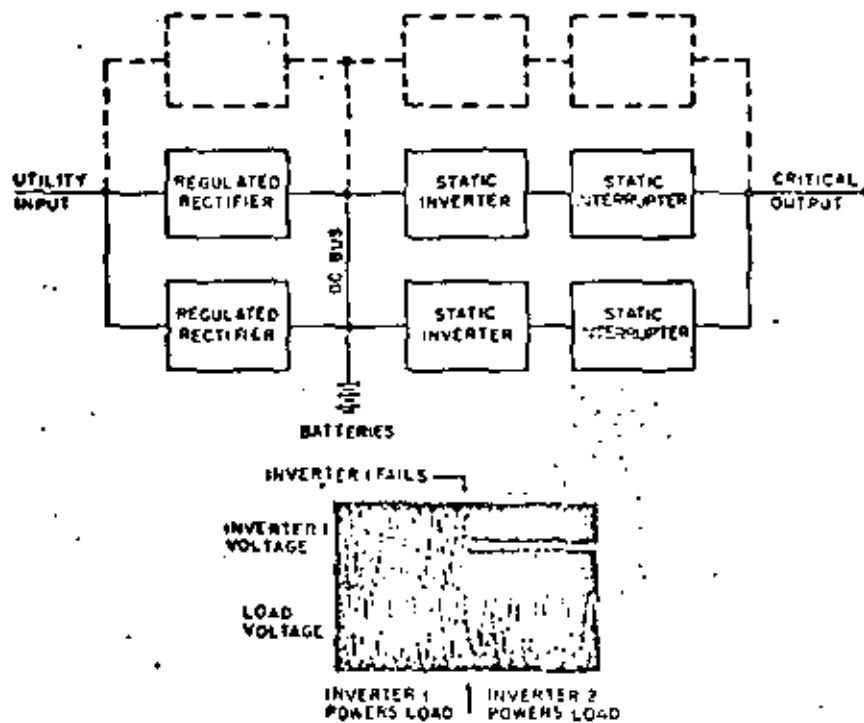 UTILITY
INPUT
REGULATED
RECTIFIER
STATIC
INVERTER
STATIC
INTERRUPTER
CRITICAL
OUTPUT
DC BUS
REGULATED
RECTIFIER
STATIC
INVERTER
STATIC
INTERRUPTER
BATTERIES
INVERTER 1 FAILS
INVERTER 1
VOLTAGE
LOAD
VOLTAGE
INVERTER 1
POWERS LOAD
INVERTER 2
POWERS LOAD